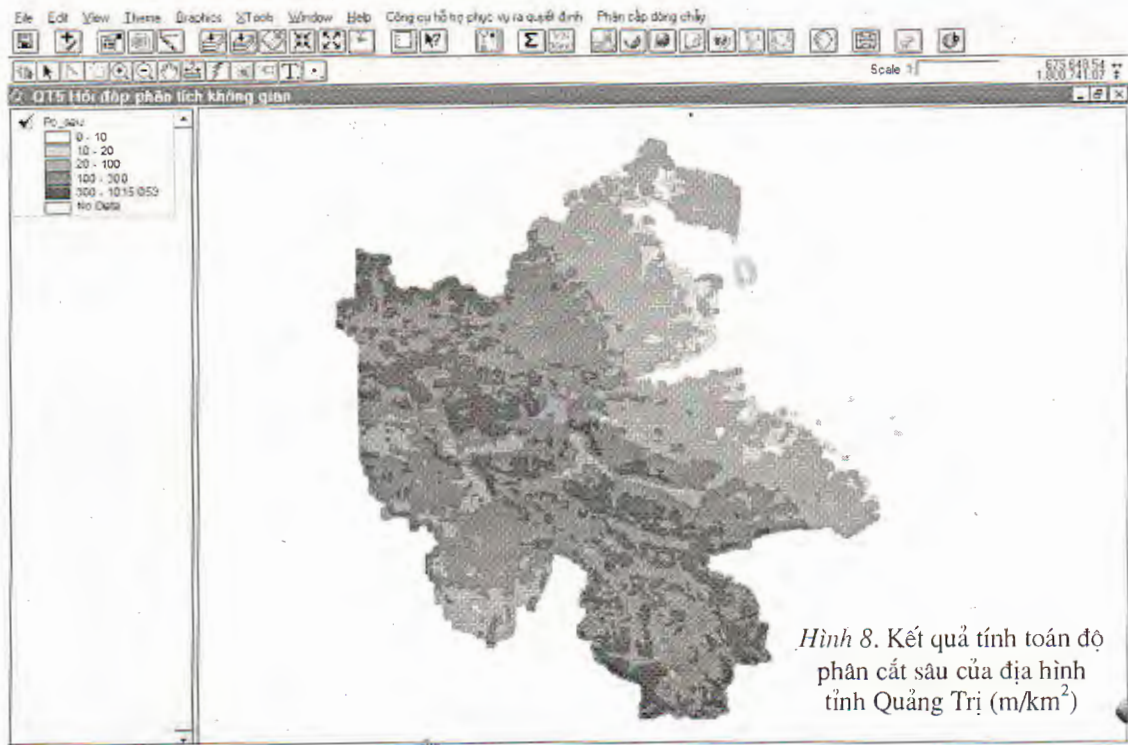 File Edit View Theme Graphics XTools Window Help Công cụ hỗ trợ phục vụ ra quyết định Phân cấp dòng chảy
Scale 1:
673,648.54
1,800,741.07
QT5 Hỏi đáp phân tích không gian
0 - 10
10 - 20
20 - 100
100 - 300
300 - 1015.053
No Data
Hình 8. Kết quả tính toán độ
phân cắt sâu của địa hình
tỉnh Quảng Trị (m/km²)